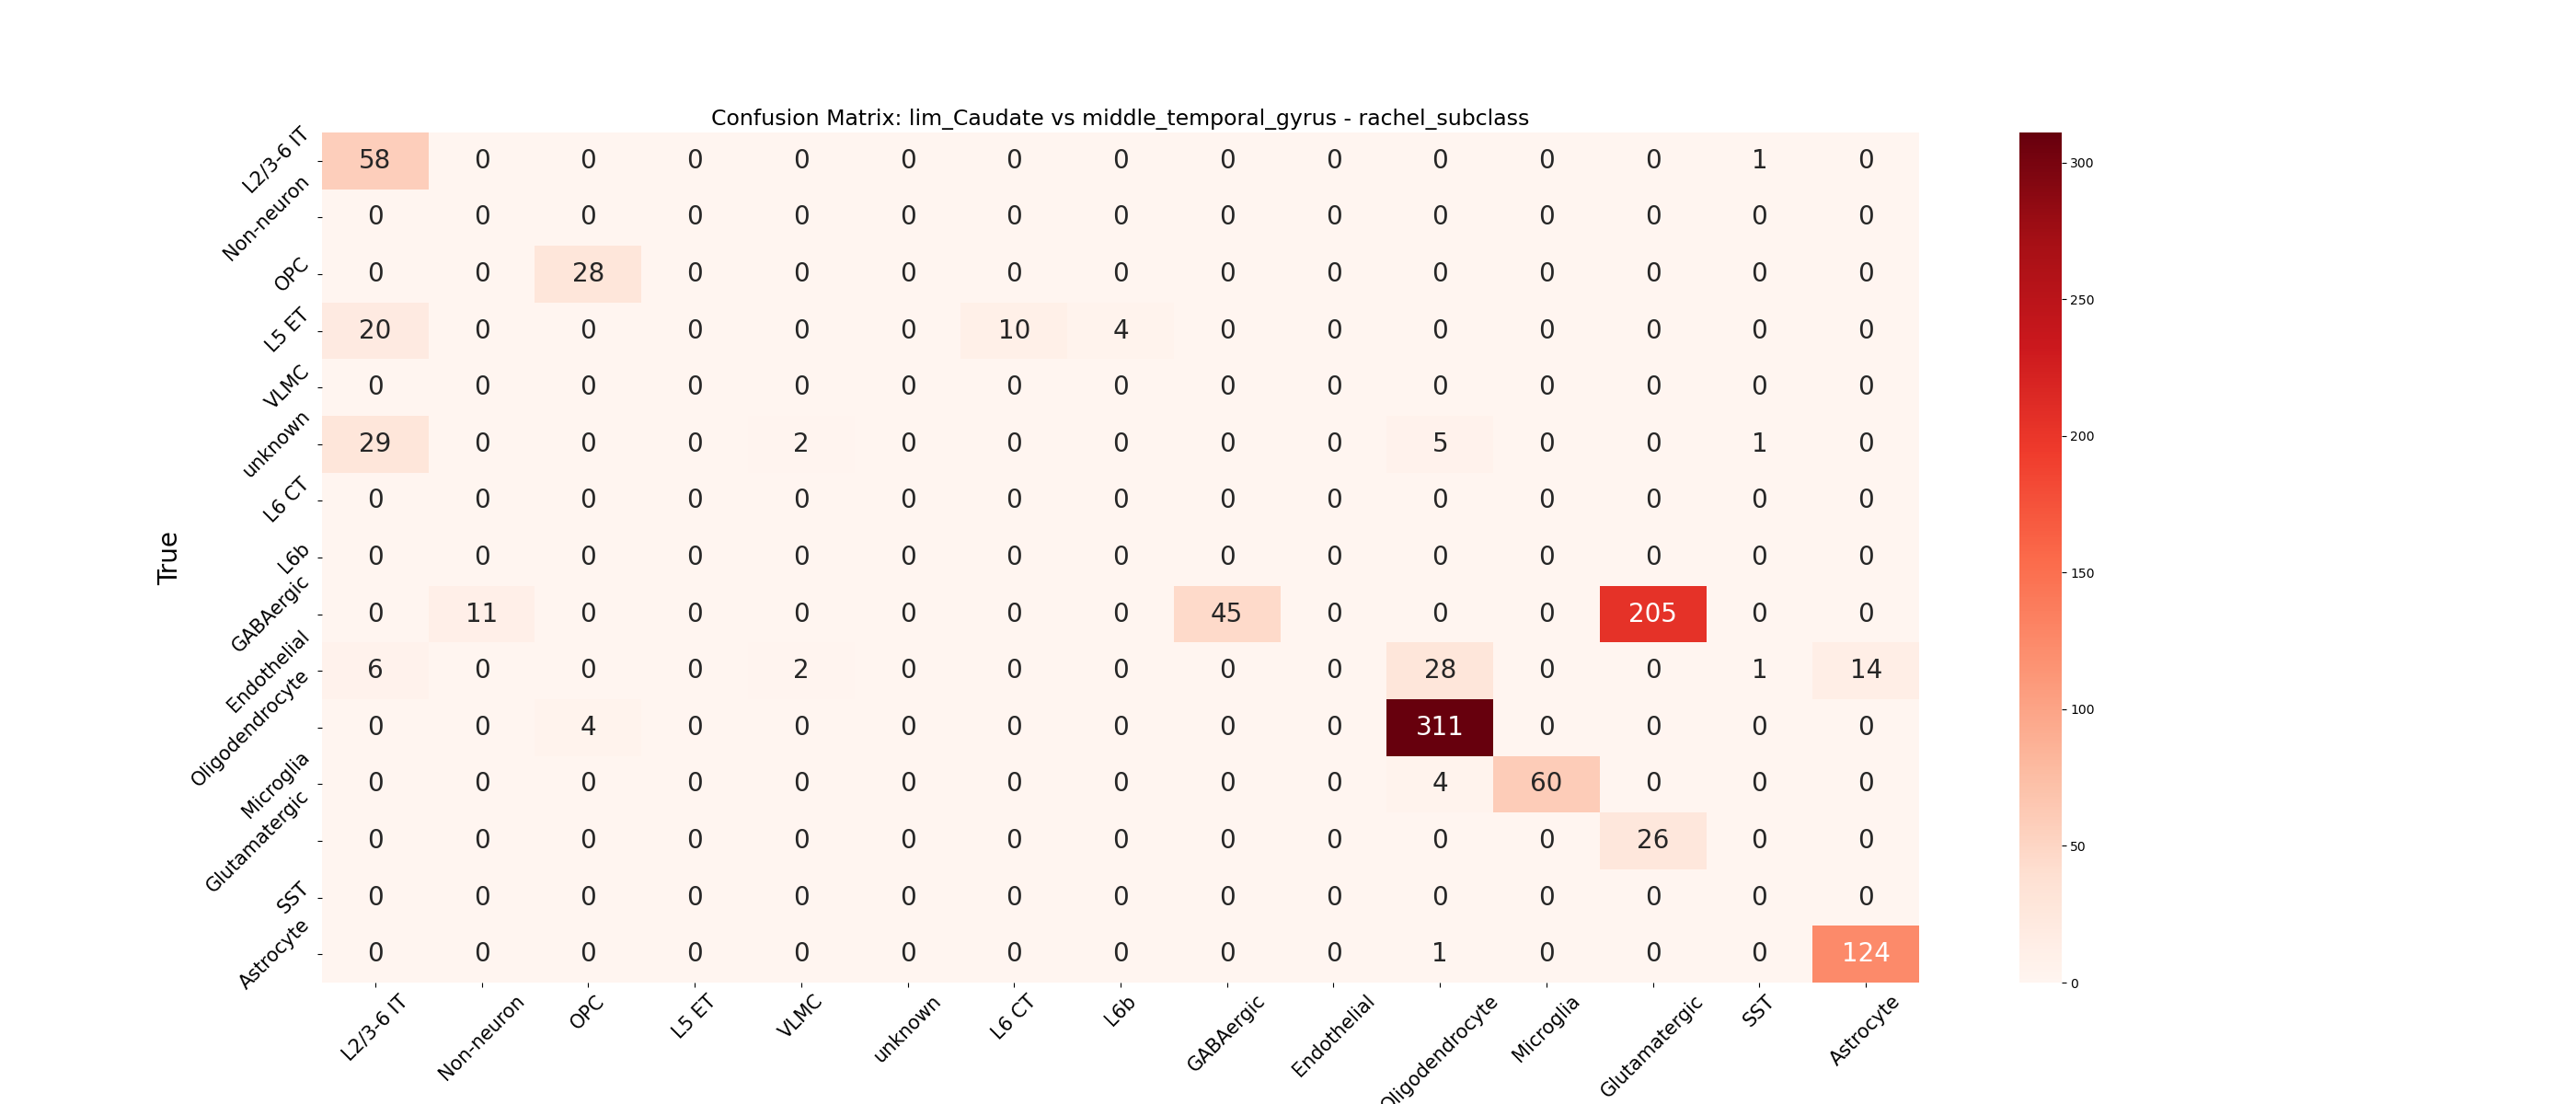 Confusion Matrix: lim_Caudate vs middle_temporal_gyrus - rachel_subclass
True
L2/3-6 IT 58 0 0 0 0 0 0 0 0 0 0 0 0 1 0
Non-neuron 0 0 0 0 0 0 0 0 0 0 0 0 0 0 0
OPC 0 0 28 0 0 0 0 0 0 0 0 0 0 0 0
L5 ET 20 0 0 0 0 0 10 4 0 0 0 0 0 0 0
VLMC 0 0 0 0 0 0 0 0 0 0 0 0 0 0 0
unknown 29 0 0 0 2 0 0 0 0 0 5 0 0 1 0
L6 CT 0 0 0 0 0 0 0 0 0 0 0 0 0 0 0
L6b 0 0 0 0 0 0 0 0 0 0 0 0 0 0 0
GABAergic 0 11 0 0 0 0 0 0 45 0 0 0 205 0 0
Endothelial 6 0 0 0 2 0 0 0 0 0 28 0 0 1 14
Oligodendrocyte 0 0 4 0 0 0 0 0 0 0 311 0 0 0 0
Microglia 0 0 0 0 0 0 0 0 0 0 4 60 0 0 0
Glutamatergic 0 0 0 0 0 0 0 0 0 0 0 0 26 0 0
SST 0 0 0 0 0 0 0 0 0 0 0 0 0 0 0
Astrocyte 0 0 0 0 0 0 0 0 0 0 1 0 0 0 124
L2/3-6 IT Non-neuron OPC L5 ET VLMC unknown L6 CT L6b GABAergic Endothelial Oligodendrocyte Microglia Glutamatergic SST Astrocyte
300
250
200
150
100
50
0